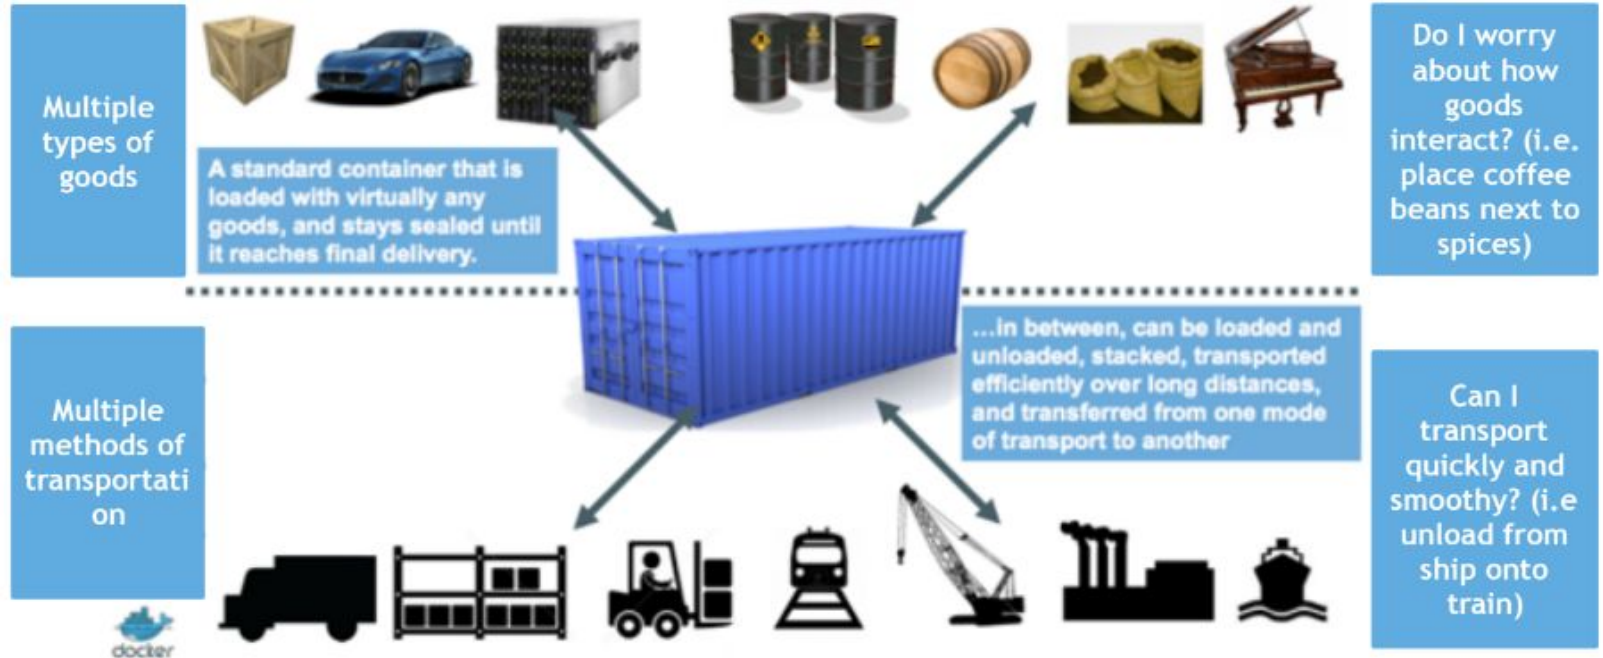 Multiple
types of
goods
A standard container that is
loaded with virtually any
goods, and stays sealed until
it reaches final delivery.
Do I worry
about how
goods
interact? (i.e.
place coffee
beans next to
spices)
Multiple
methods of
transportati
on
...in between, can be loaded and
unloaded, stacked, transported
efficiently over long distances,
and transferred from one mode
of transport to another
Can I
transport
quickly and
smoothy? (i.e
unload from
ship onto
train)
docker